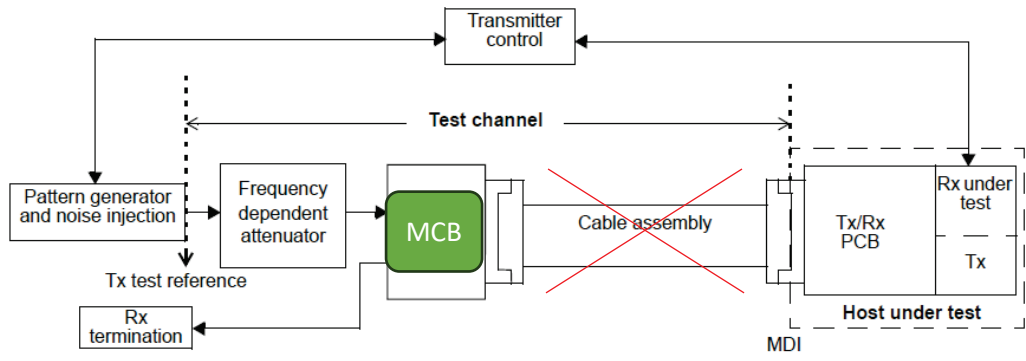 Transmitter
control
Test channel
Pattern generator
and noise injection
Frequency
dependent
attenuator
MCB
Cable assembly
Tx/Rx
PCB
Rx under
test
Tx
Tx test reference
Rx
termination
Host under test
MDI